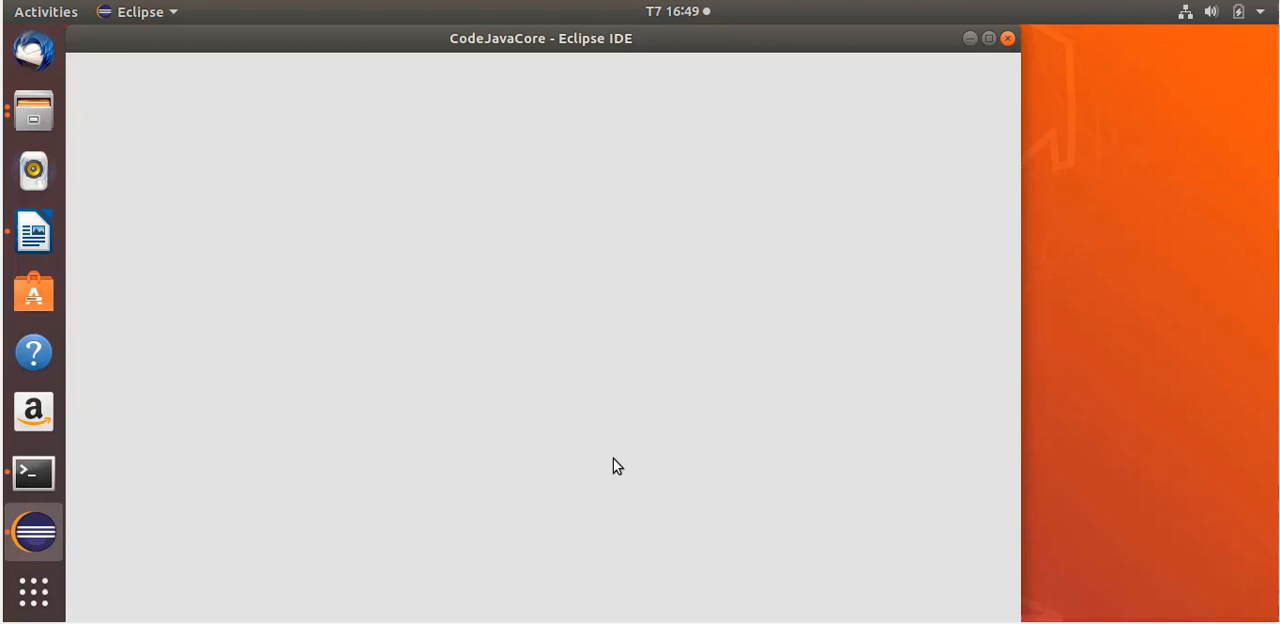 Activities Eclipse T7 16:49
CodeJavaCore - Eclipse IDE
A
?
a
>_